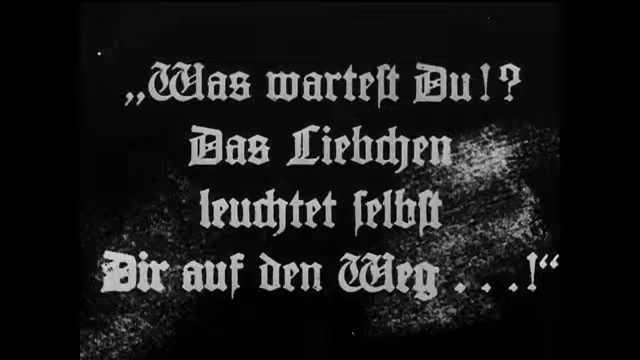 „Was wartest Du!?
Das Liebchen
leuchtet selbst
Dir auf den Weg . . .!“